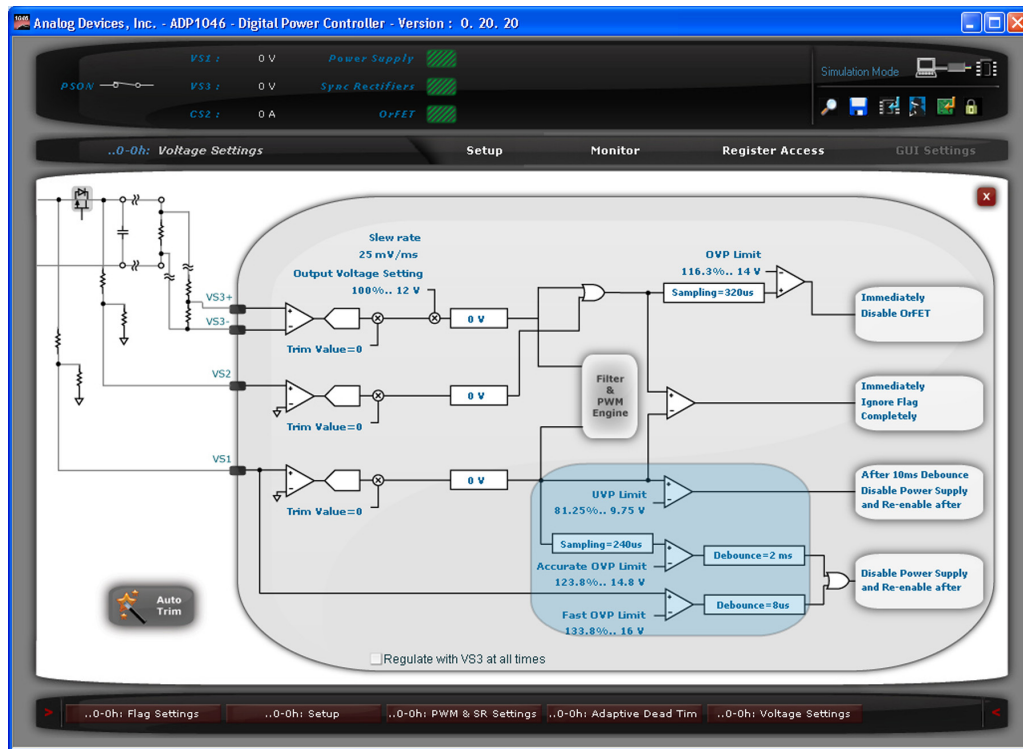 Analog Devices, Inc. - ADP1046 - Digital Power Controller - Version : 0. 20. 20
VS1 : 0 V Power Supply
PSON VS3 : 0 V Sync Rectifiers
CS2 : 0 A OrFET
Simulation Mode
..0-0h: Voltage Settings Setup Monitor Register Access GUI Settings
X
Slew rate
25 mV/ms
Output Voltage Setting
100%.. 12 V
OVP Limit
116.3%.. 14 V
Sampling=320us
Immediately
Disable OrFET
VS3+
VS3-
0 V
Trim Value=0
VS2
0 V
Trim Value=0
Filter
&
PWM
Engine
Immediately
Ignore Flag
Completely
VS1
0 V
Trim Value=0
UVP Limit
81.25%.. 9.75 V
After 10ms Debounce
Disable Power Supply
and Re-enable after
Sampling=240us
Accurate OVP Limit
123.8%.. 14.8 V
Debounce=2 ms
Fast OVP Limit
133.8%.. 16 V
Debounce=8us
Disable Power Supply
and Re-enable after
Auto
Trim
Regulate with VS3 at all times
> ..0-0h: Flag Settings ..0-0h: Setup ..0-0h: PWM & SR Settings ..0-0h: Adaptive Dead Tim ..0-0h: Voltage Settings <